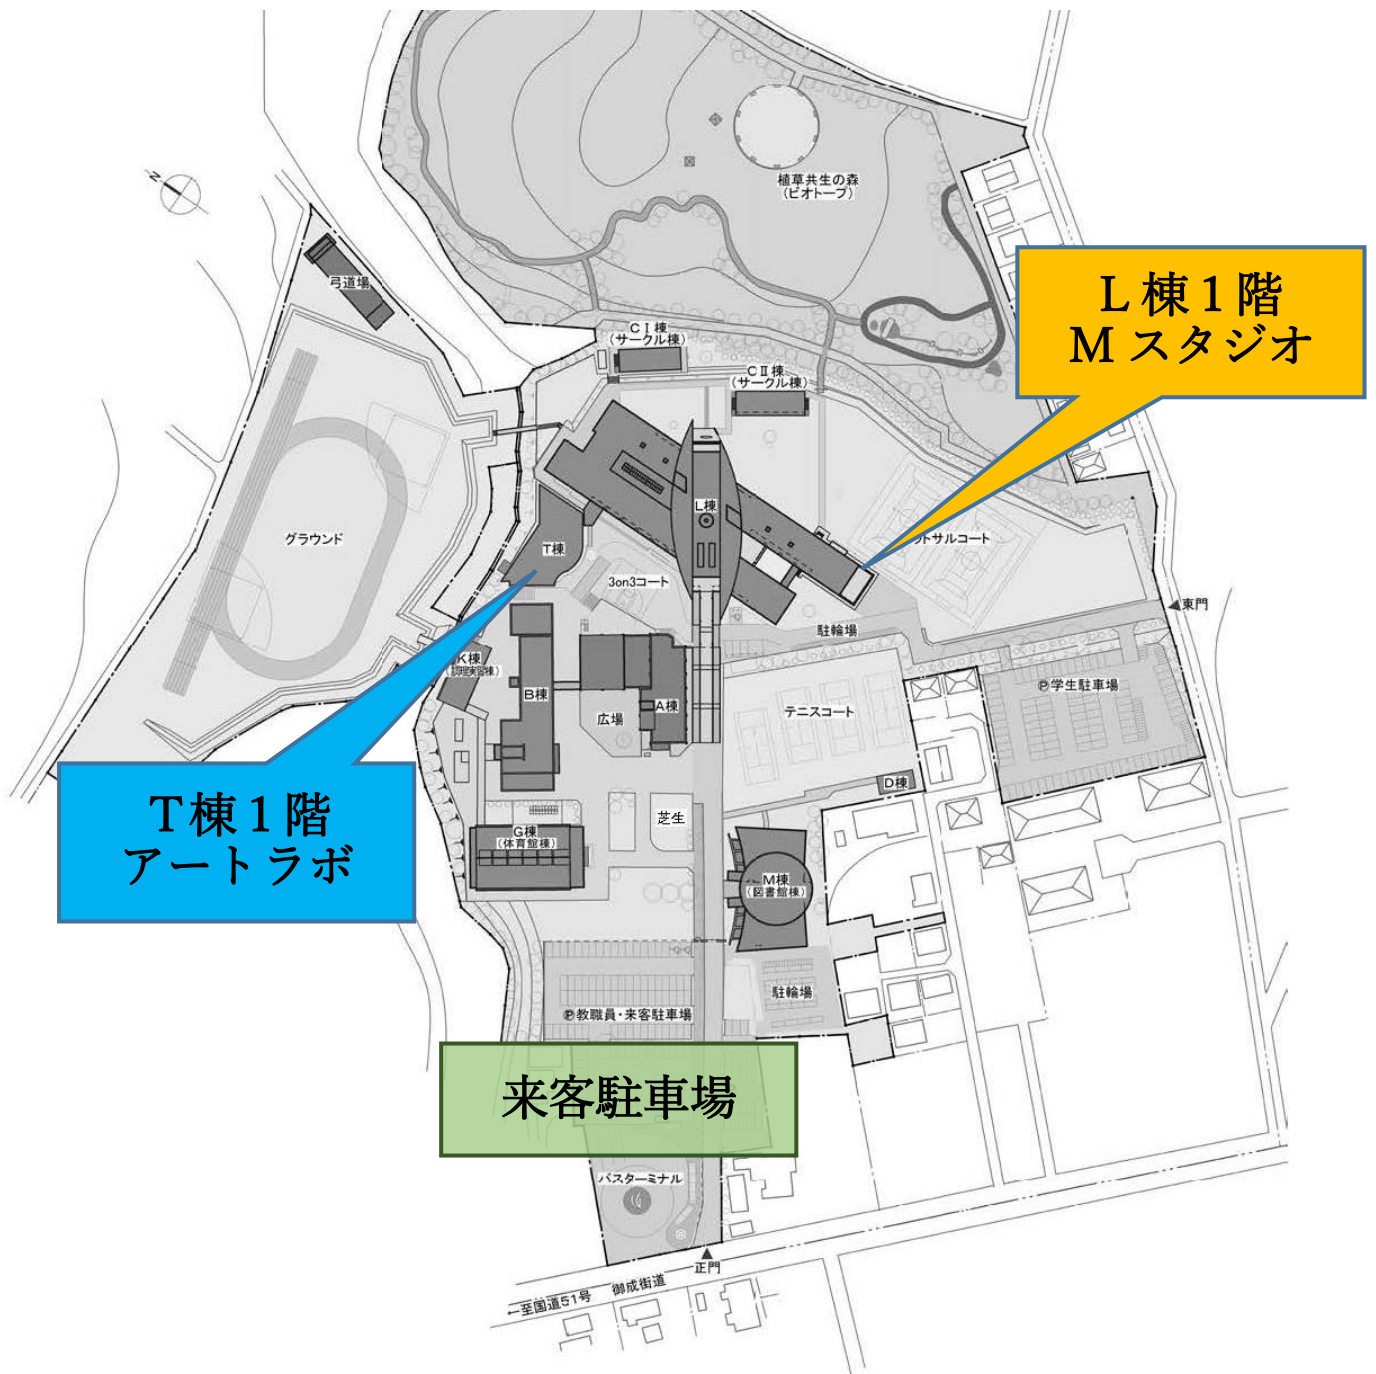 N
植草共生の森
(ビオトープ)
弓道場
L棟1階
Mスタジオ
CⅠ棟
(サークル棟)
CⅡ棟
(サークル棟)
L棟
グラウンド
T棟
トサルコート
3on3コート
東門
駐輪場
K棟
B棟
A棟
広場
テニスコート
Ⓟ学生駐車場
D棟
T棟1階
アートラボ
芝生
G棟
(体育館棟)
M棟
(図書館棟)
駐輪場
Ⓟ教職員・来客駐車場
来客駐車場
バスターミナル
正門
御成街道
←至国道51号